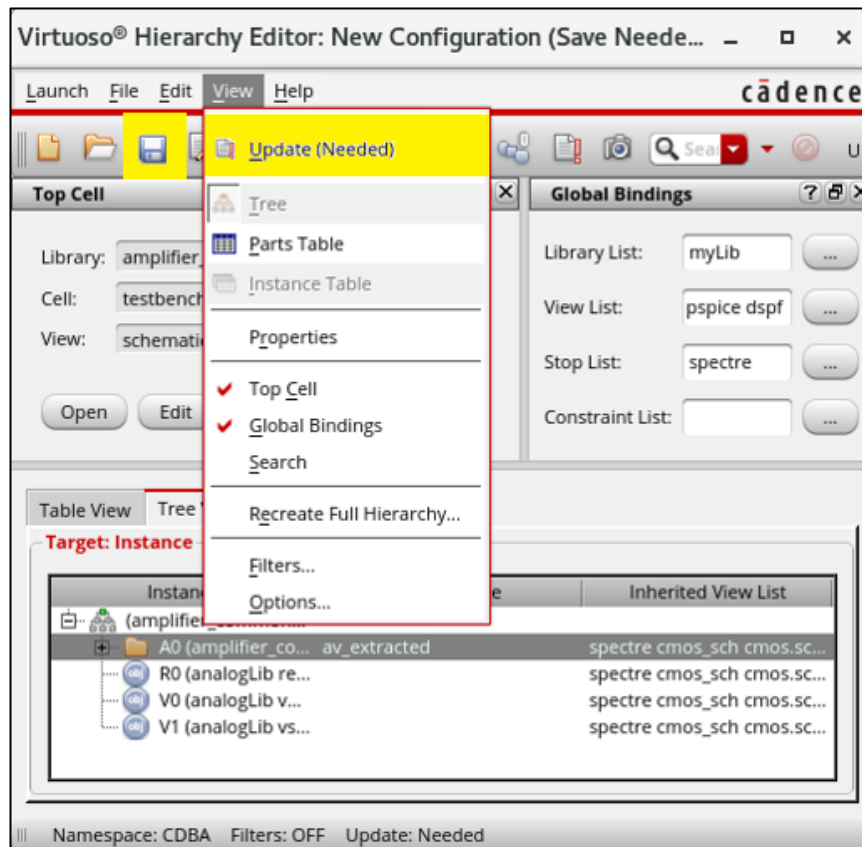 Virtuoso® Hierarchy Editor: New Configuration (Save Neede...
Launch File Edit View Help
cādence
Update (Needed)
Sear
U
Tree
Parts Table
Instance Table
Properties
Top Cell
Global Bindings
Search
Recreate Full Hierarchy...
Filters...
Options...
Top Cell
Library: amplifier_
Cell: testbench
View: schematic
Open Edit
Global Bindings
Library List: myLib ...
View List: pspice dspf ...
Stop List: spectre ...
Constraint List: ...
Table View Tree
Target: Instance
Inherited View List
(amplifier_common...
A0 (amplifier_co... av_extracted spectre cmos_sch cmos.sc...
R0 (analogLib re... spectre cmos_sch cmos.sc...
V0 (analogLib v... spectre cmos_sch cmos.sc...
V1 (analogLib vs... spectre cmos_sch cmos.sc...
Namespace: CDBA Filters: OFF Update: Needed